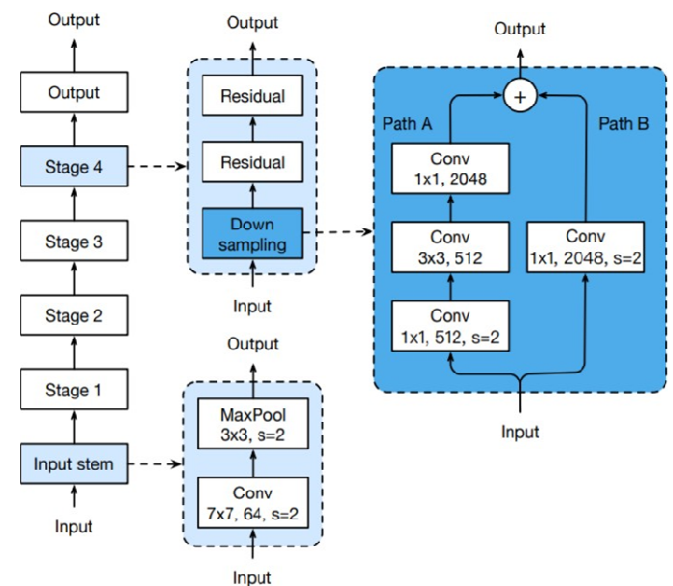 Output
Output
Stage 4
Stage 3
Stage 2
Stage 1
Input stem
Input
Output
Residual
Residual
Down
sampling
Input
Output
MaxPool
3x3, s=2
Conv
7x7, 64, s=2
Input
Output
+
Path A
Path B
Conv
1x1, 2048
Conv
3x3, 512
Conv
1x1, 512, s=2
Conv
1x1, 2048, s=2
Input